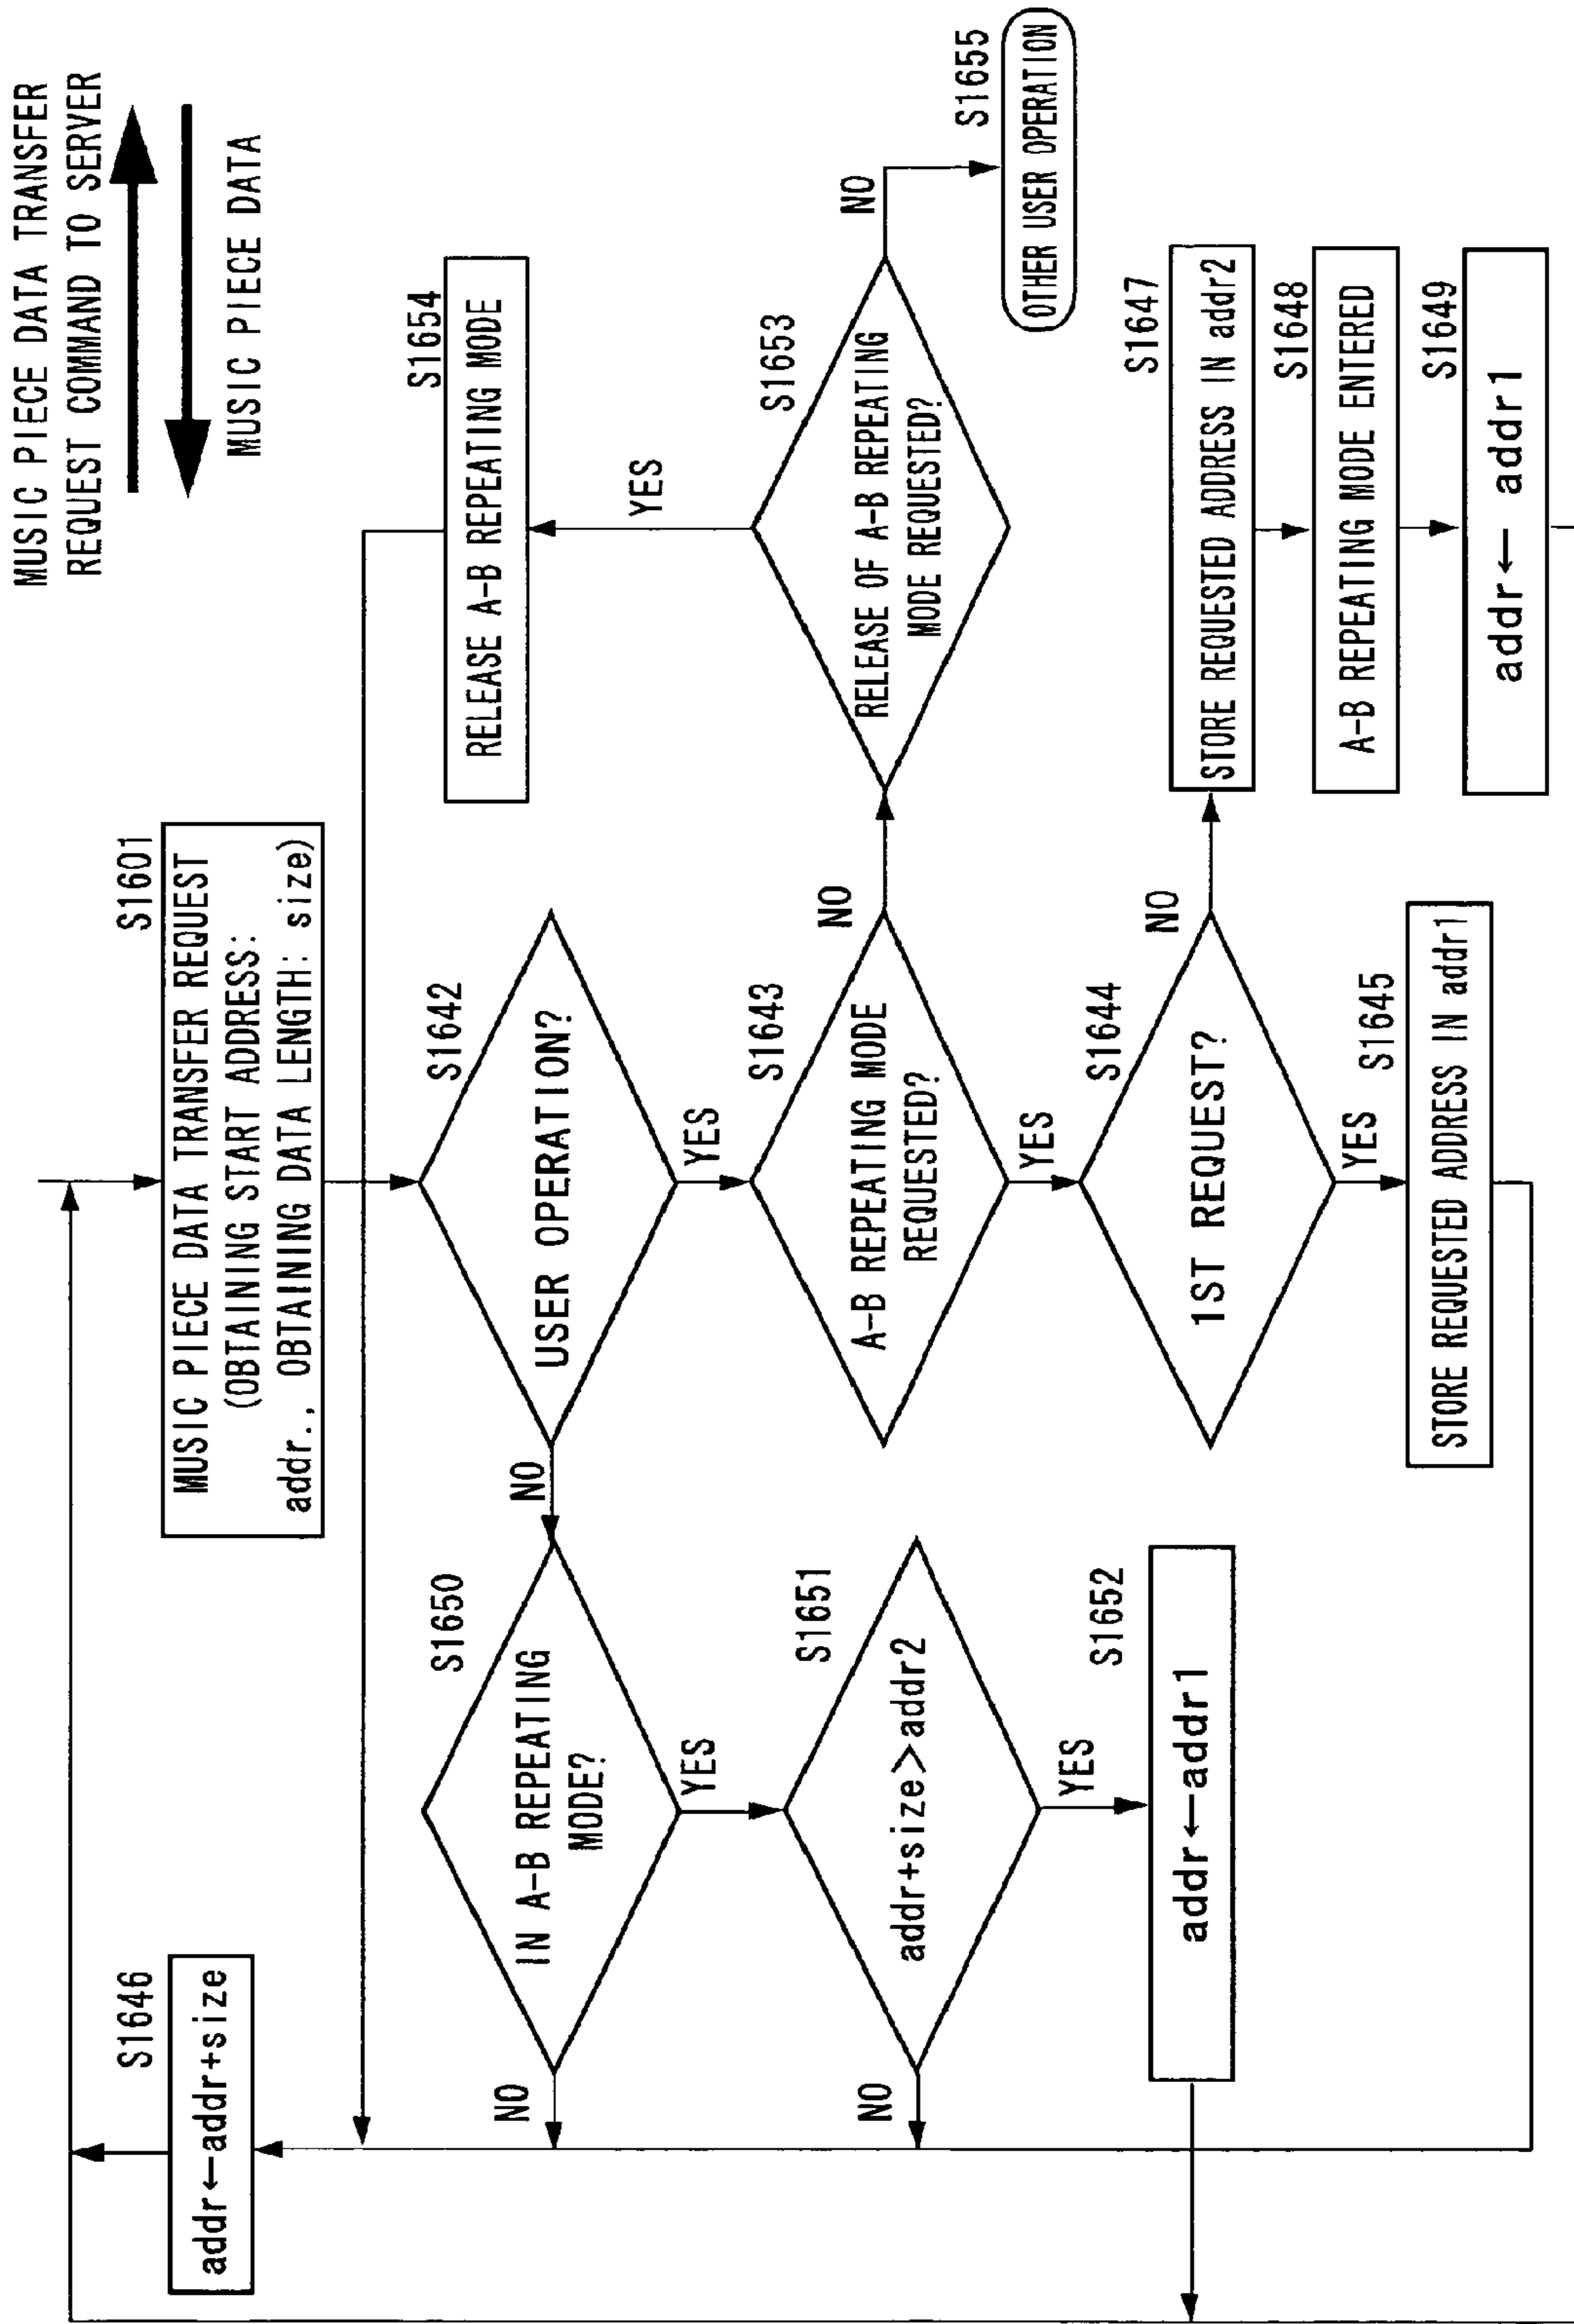 MUSIC PIECE DATA TRANSFER
REQUEST COMMAND TO SERVER
MUSIC PIECE DATA
S1646
addr←addr+size
S1601
MUSIC PIECE DATA TRANSFER REQUEST
(OBTAINING START ADDRESS:
addr., OBTAINING DATA LENGTH: size)
S1654
RELEASE A-B REPEATING MODE
S1650
IN A-B REPEATING
MODE?
NO
YES
S1642
USER OPERATION?
NO
YES
YES
S1651
addr+size>addr2
NO
YES
S1643
A-B REPEATING MODE
REQUESTED?
NO
YES
S1653
RELEASE OF A-B REPEATING
MODE REQUESTED?
NO
S1655
OTHER USER OPERATION
S1652
addr←addr1
S1644
1ST REQUEST?
NO
YES
S1647
STORE REQUESTED ADDRESS IN addr2
S1648
A-B REPEATING MODE ENTERED
S1645
STORE REQUESTED ADDRESS IN addr1
S1649
addr← addr1